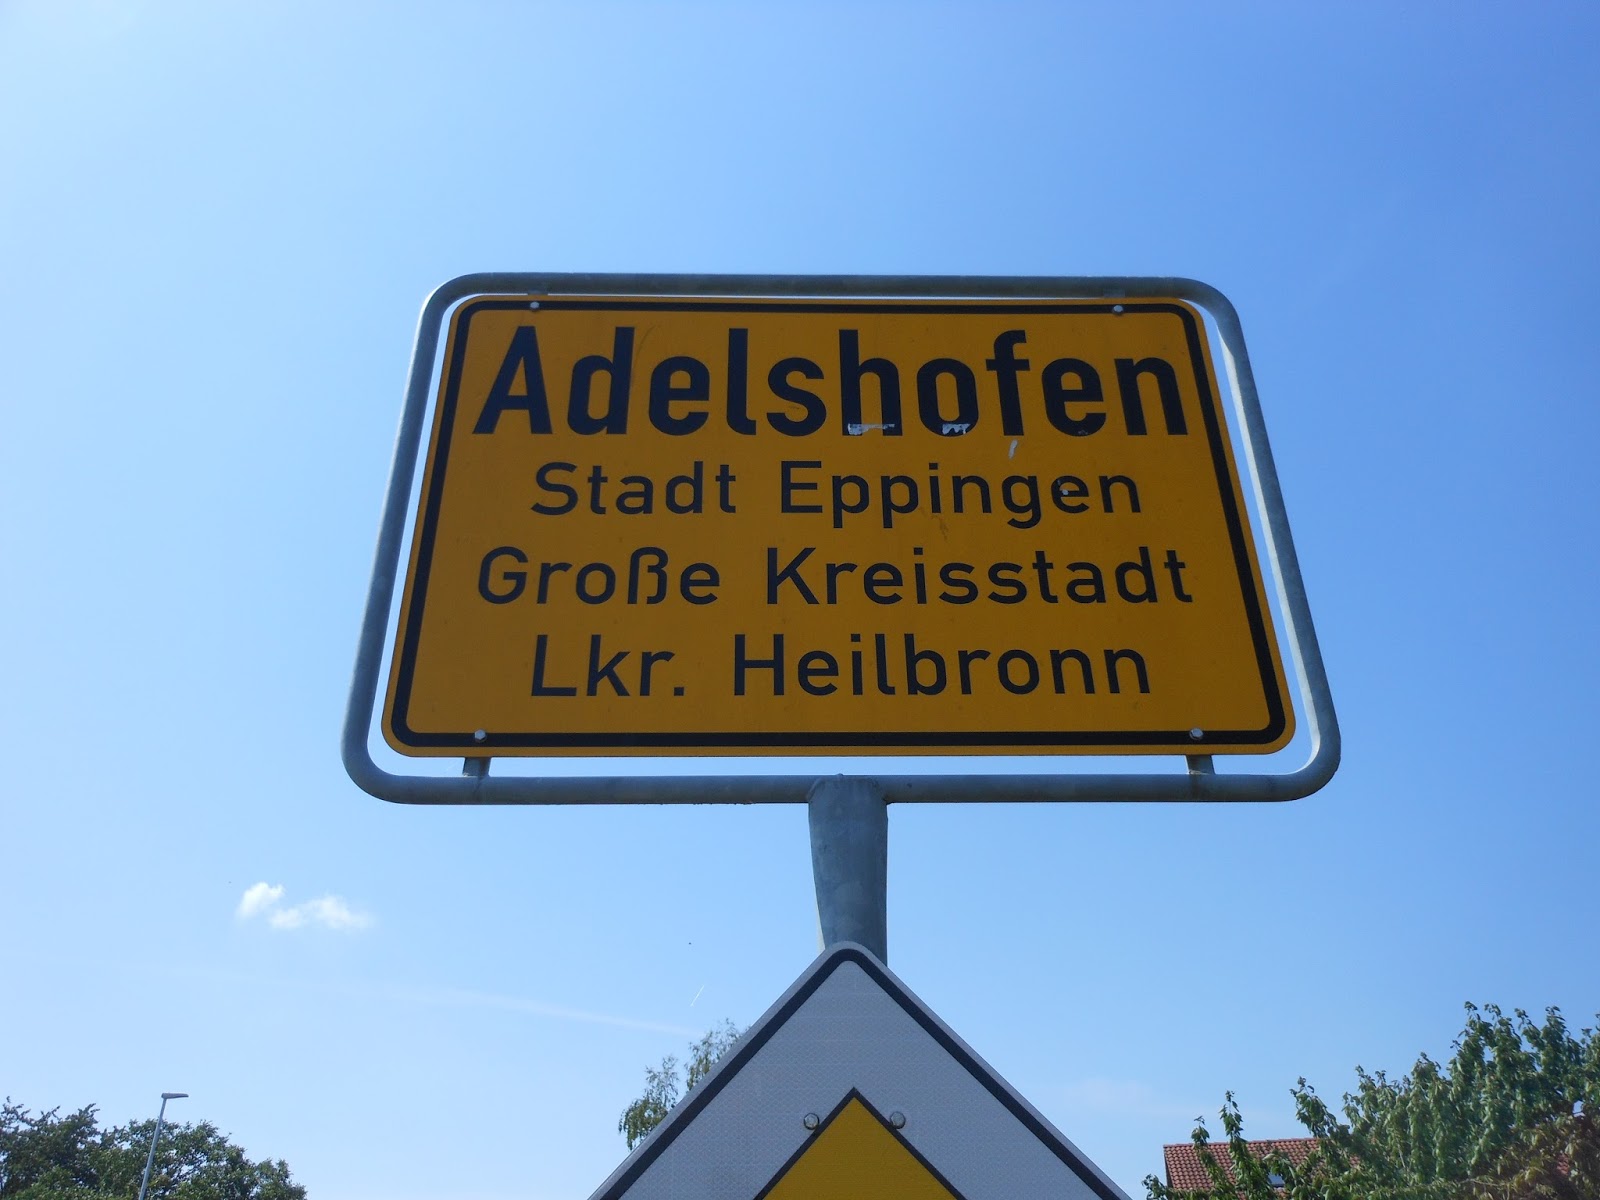 Adelshofen
Stadt Eppingen
Große Kreisstadt
Lkr. Heilbronn